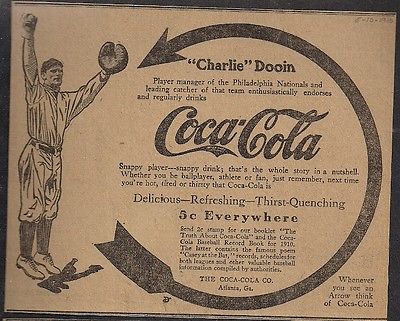 "Charlie" Dooin
Player manager of the Philadelphia Nationals and
leading catcher of that team enthusiastically endorses
and regularly drinks
Coca-Cola
Snappy player—snappy drink; that's the whole story in a nutshell.
Whether you be ballplayer, athlete or fan, just remember, next time
you're hot, tired or thirsty that Coca-Cola is
Delicious—Refreshing—Thirst-Quenching
5c Everywhere
Send 2c stamp for our booklet "The
Truth About Coca-Cola" and the Coca-
Cola Baseball Record Book for 1910.
The latter contains the famous poem
"Casey at the Bat," records, schedules for
both leagues and other valuable baseball
information compiled by authorities.
THE COCA-COLA CO.
Atlanta, Ga.
Whenever
you see an
Arrow think
of Coca-Cola